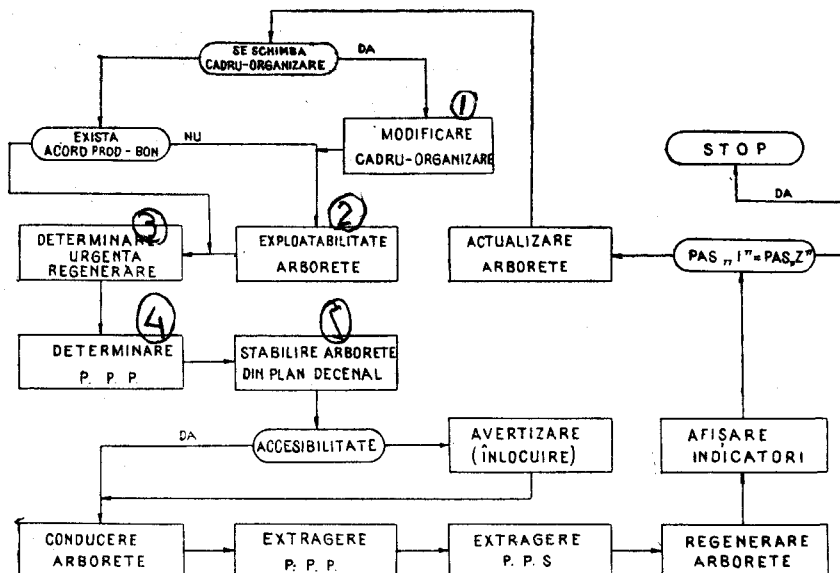 SE SCHIMBA
CADRU-ORGANIZARE
DA
1
EXISTA
ACORD PROD-BON
NU
MODIFICARE
CADRU-ORGANIZARE
STOP
DA
3
DETERMINARE
URGENTA
REGENERARE
2
EXPLOATABILITATE
ARBORETE
ACTUALIZARE
ARBORETE
PAS „I”=PAS„Z”
4
DETERMINARE
P. P. P.
5
STABILIRE ARBORETE
DIN PLAN DECENAL
DA
ACCESIBILITATE
AVERTIZARE
(ÎNLOCUIRE)
AFIȘARE
INDICATORI
CONDUCERE
ARBORETE
EXTRAGERE
P. P. P.
EXTRAGERE
P. P. S
REGENERARE
ARBORETE